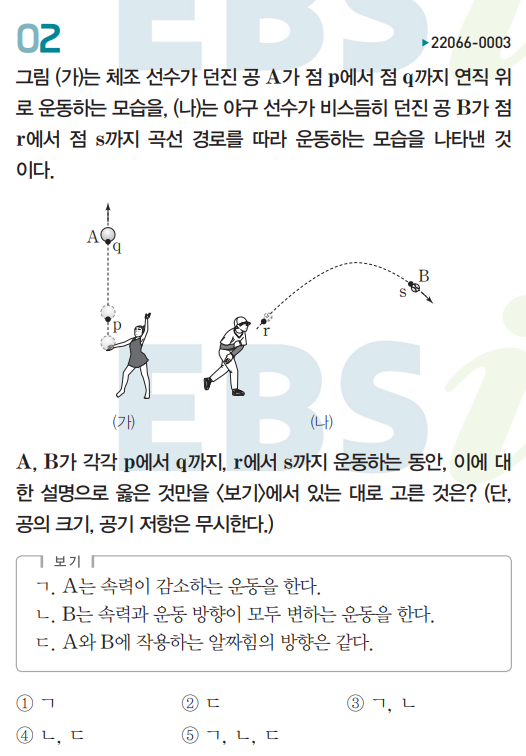 02
▶22066-0003
그림 (가)는 체조 선수가 던진 공 A가 점 p에서 점 q까지 연직 위
로 운동하는 모습을, (나)는 야구 선수가 비스듬히 던진 공 B가 점
r에서 점 s까지 곡선 경로를 따라 운동하는 모습을 나타낸 것
이다.
A
q
p
r
B
s
(가)
(나)
A, B가 각각 p에서 q까지, r에서 s까지 운동하는 동안, 이에 대
한 설명으로 옳은 것만을 〈보기〉에서 있는 대로 고른 것은? (단,
공의 크기, 공기 저항은 무시한다.)
보기
ㄱ. A는 속력이 감소하는 운동을 한다.
ㄴ. B는 속력과 운동 방향이 모두 변하는 운동을 한다.
ㄷ. A와 B에 작용하는 알짜힘의 방향은 같다.
① ㄱ ② ㄷ ③ ㄱ, ㄴ
④ ㄴ, ㄷ ⑤ ㄱ, ㄴ, ㄷ
EBS
EBSi